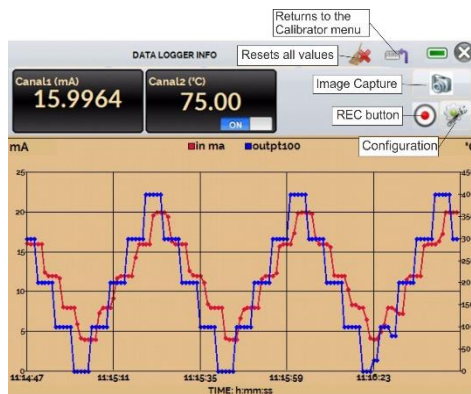 Returns to the
Calibrator menu
DATA LOGGER INFO
Resets all values
Canal1 (mA)
15.9964
Canal2 (°C)
75.00
ON
Image Capture
REC button
Configuration
mA
in ma
outpt100
25
20
15
10
5
0
11:14:47
11:15:11
11:15:35
11:15:59
11:16:23
TIME: h:mm:ss